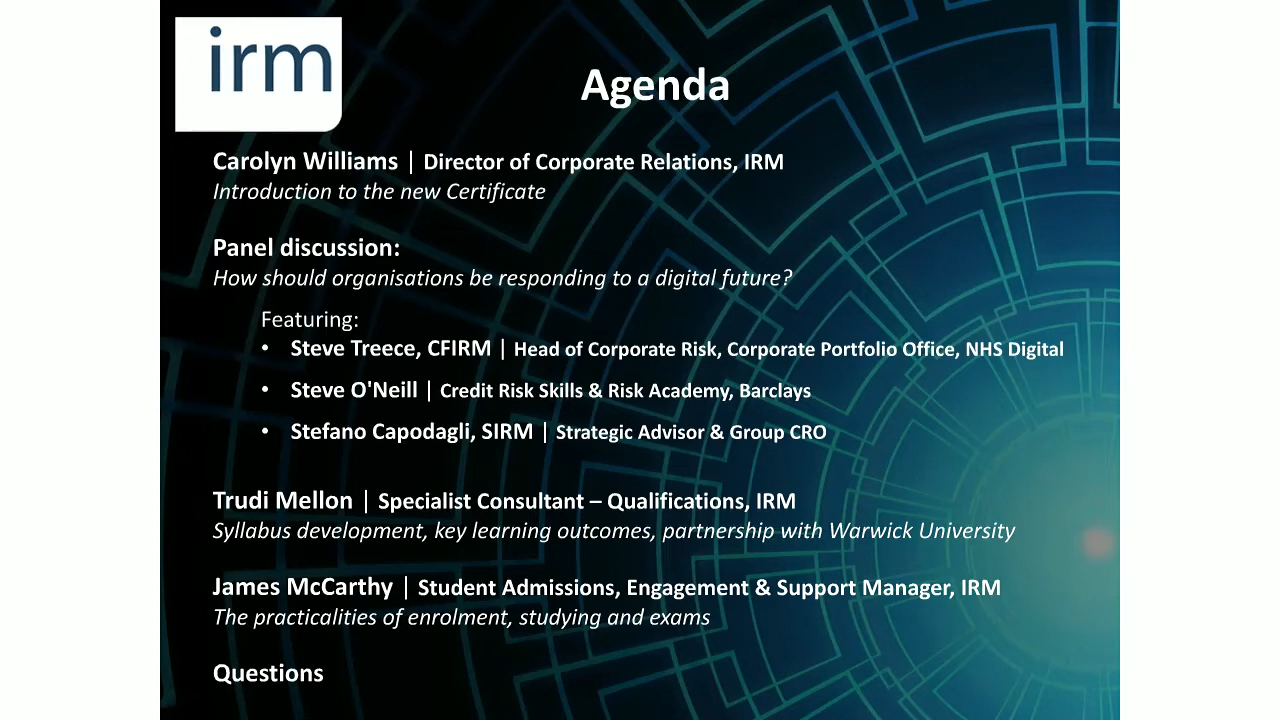 irm
Agenda
Carolyn Williams | Director of Corporate Relations, IRM
Introduction to the new Certificate
Panel discussion:
How should organisations be responding to a digital future?
Featuring:
• Steve Treece, CFIRM | Head of Corporate Risk, Corporate Portfolio Office, NHS Digital
• Steve O'Neill | Credit Risk Skills & Risk Academy, Barclays
• Stefano Capodagli, SIRM | Strategic Advisor & Group CRO
Trudi Mellon | Specialist Consultant – Qualifications, IRM
Syllabus development, key learning outcomes, partnership with Warwick University
James McCarthy | Student Admissions, Engagement & Support Manager, IRM
The practicalities of enrolment, studying and exams
Questions